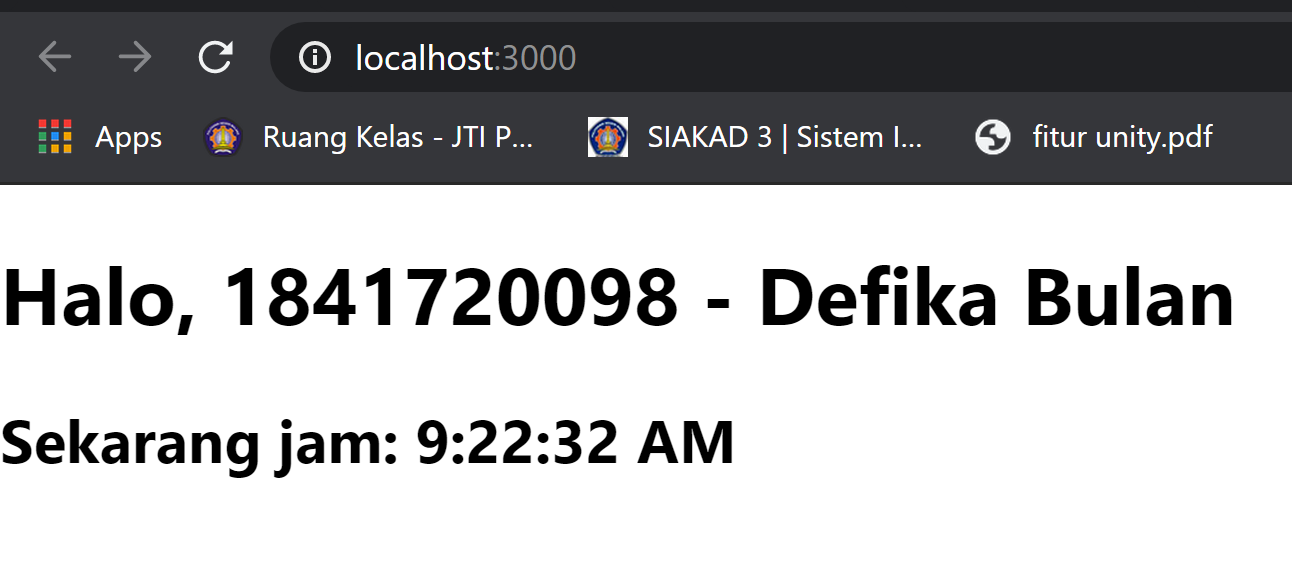 localhost:3000
Apps Ruang Kelas - JTI P... SIAKAD 3 | Sistem I... fitur unity.pdf
Halo, 1841720098 - Defika Bulan
Sekarang jam: 9:22:32 AM